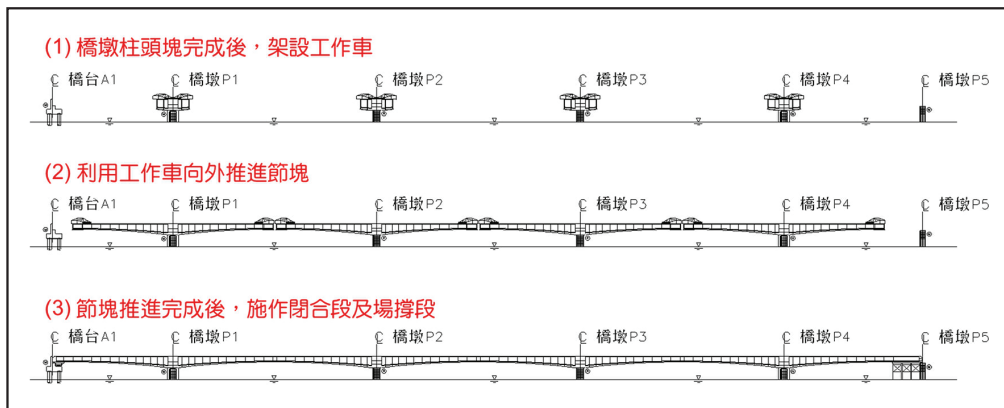 (1) 橋墩柱頭塊完成後，架設工作車
℄ 橋台A1 ℄ 橋墩P1 ℄ 橋墩P2 ℄ 橋墩P3 ℄ 橋墩P4 ℄ 橋墩P5
(2) 利用工作車向外推進節塊
℄ 橋台A1 ℄ 橋墩P1 ℄ 橋墩P2 ℄ 橋墩P3 ℄ 橋墩P4 ℄ 橋墩P5
(3) 節塊推進完成後，施作閉合段及場撐段
℄ 橋台A1 ℄ 橋墩P1 ℄ 橋墩P2 ℄ 橋墩P3 ℄ 橋墩P4 ℄ 橋墩P5